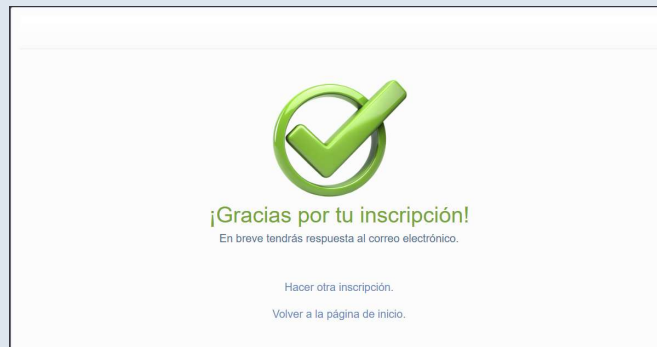 ¡Gracias por tu inscripción!
En breve tendrás respuesta al correo electrónico.
Hacer otra inscripción.
Volver a la página de inicio.